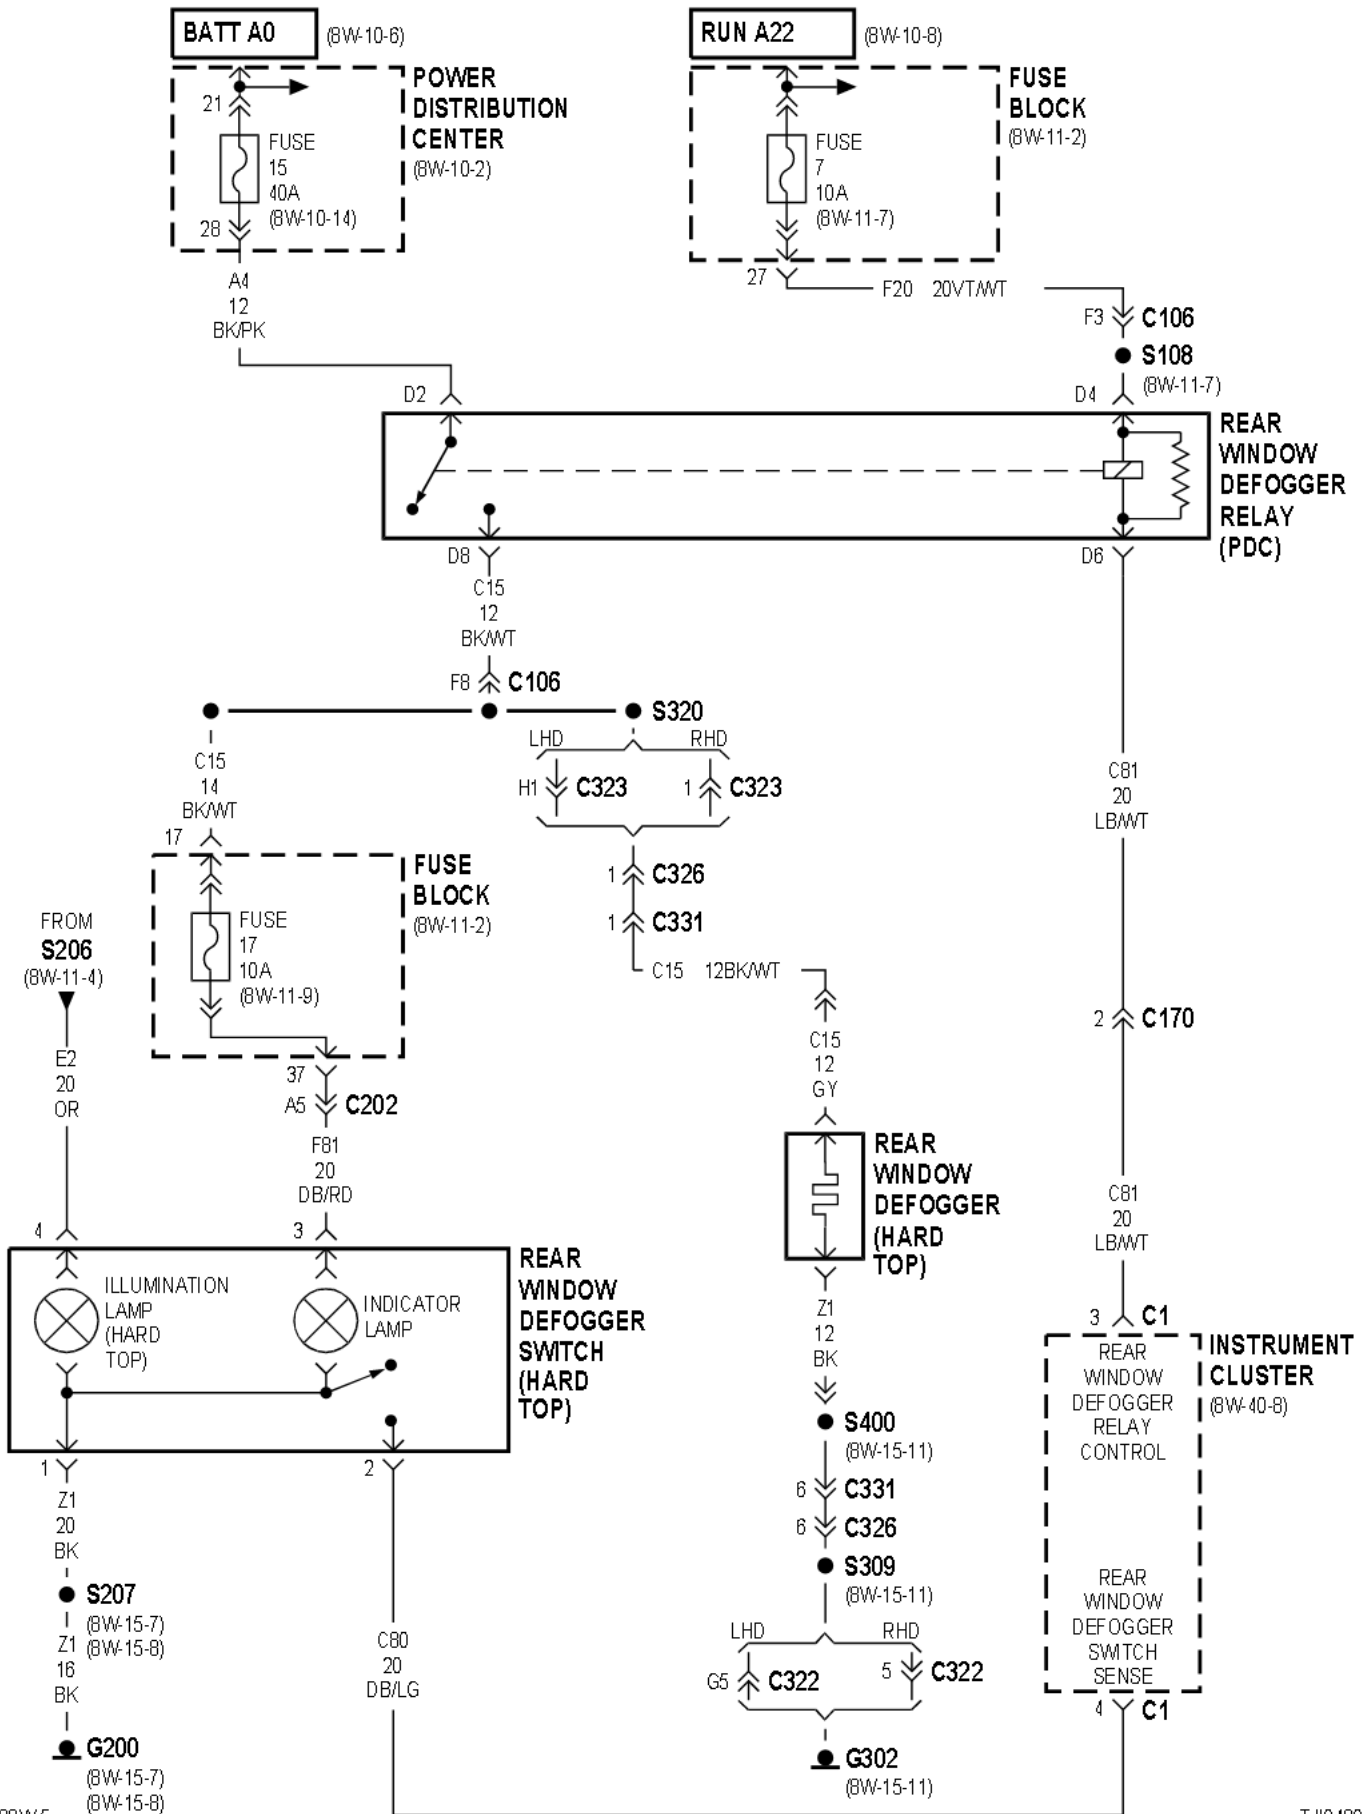 BATT A0 (8W-10-6)
RUN A22 (8W-10-8)
POWER
DISTRIBUTION
CENTER
(8W-10-2)
21
FUSE
15
40A
(8W-10-14)
28
FUSE
BLOCK
(8W-11-2)
FUSE
7
10A
(8W-11-7)
27
A4
12
BK/PK
F20 20VT/WT
F3 C106
S108
(8W-11-7)
D2
D4
REAR
WINDOW
DEFOGGER
RELAY
(PDC)
D8
D6
C15
12
BK/WT
F8 C106
S320
LHD RHD
H1 C323
1 C323
C15
14
BK/WT
17
FUSE
BLOCK
(8W-11-2)
FUSE
17
10A
(8W-11-9)
1 C326
1 C331
C15 12BK/WT
C81
20
LB/WT
FROM
S206
(8W-11-4)
E2
20
OR
37
A5 C202
F81
20
DB/RD
C15
12
GY
2 C170
REAR
WINDOW
DEFOGGER
(HARD
TOP)
C81
20
LB/WT
4
3
ILLUMINATION
LAMP
(HARD
TOP)
INDICATOR
LAMP
REAR
WINDOW
DEFOGGER
SWITCH
(HARD
TOP)
Z1
12
BK
3 C1
REAR
WINDOW
DEFOGGER
RELAY
CONTROL
INSTRUMENT
CLUSTER
(8W-40-8)
S400
(8W-15-11)
1
2
Z1
20
BK
6 C331
6 C326
S309
(8W-15-11)
REAR
WINDOW
DEFOGGER
SWITCH
SENSE
S207
(8W-15-7)
(8W-15-8)
Z1
16
BK
C80
20
DB/LG
LHD RHD
G5 C322
5 C322
4 C1
G200
(8W-15-7)
(8W-15-8)
G302
(8W-15-11)